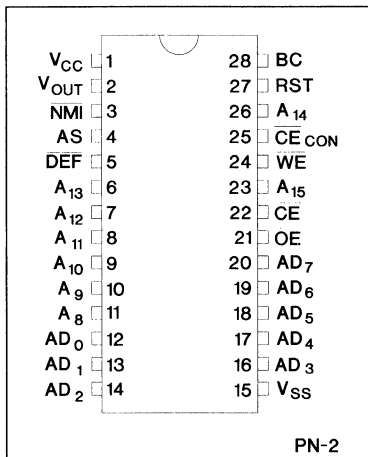 VCC 1 28 BC
VOUT 2 27 RST
NMI 3 26 A14
AS 4 25 CECON
DEF 5 24 WE
A13 6 23 A15
A12 7 22 CE
A11 8 21 OE
A10 9 20 AD7
A9 10 19 AD6
A8 11 18 AD5
AD0 12 17 AD4
AD1 13 16 AD3
AD2 14 15 VSS
PN-2